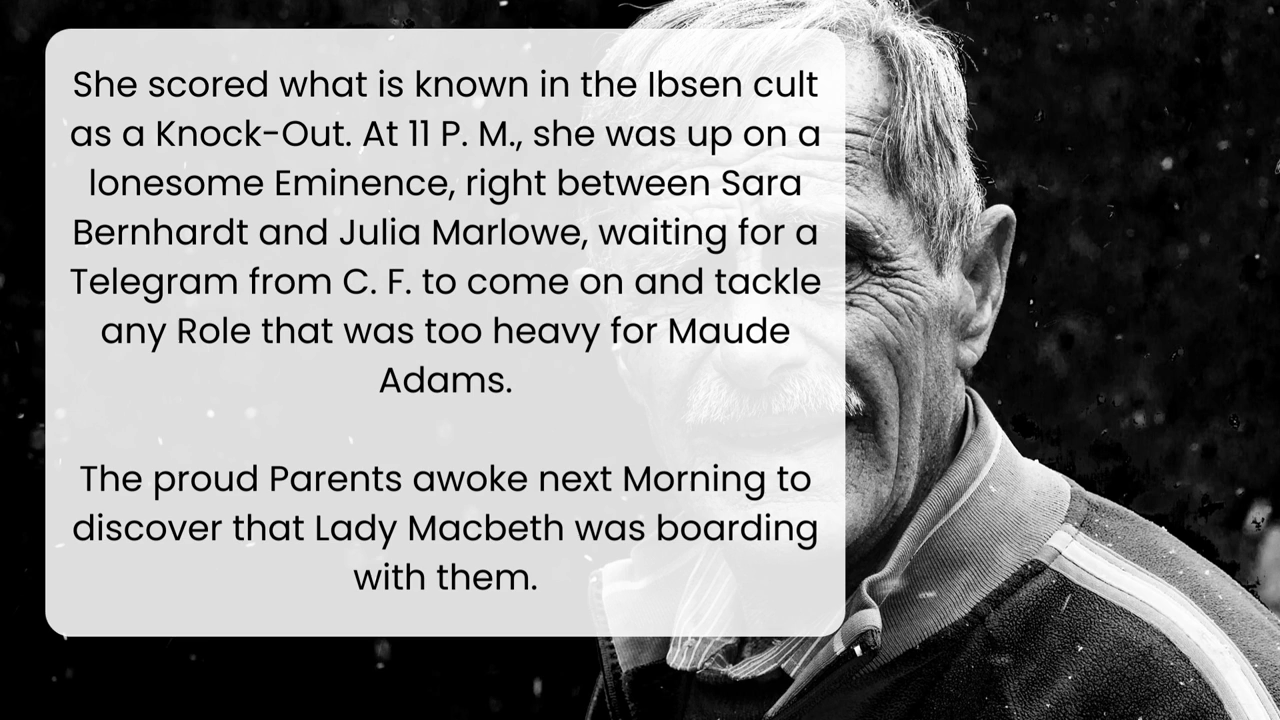 She scored what is known in the Ibsen cult
as a Knock-Out. At 11 P. M., she was up on a
lonesome Eminence, right between Sara
Bernhardt and Julia Marlowe, waiting for a
Telegram from C. F. to come on and tackle
any Role that was too heavy for Maude
Adams.
The proud Parents awoke next Morning to
discover that Lady Macbeth was boarding
with them.